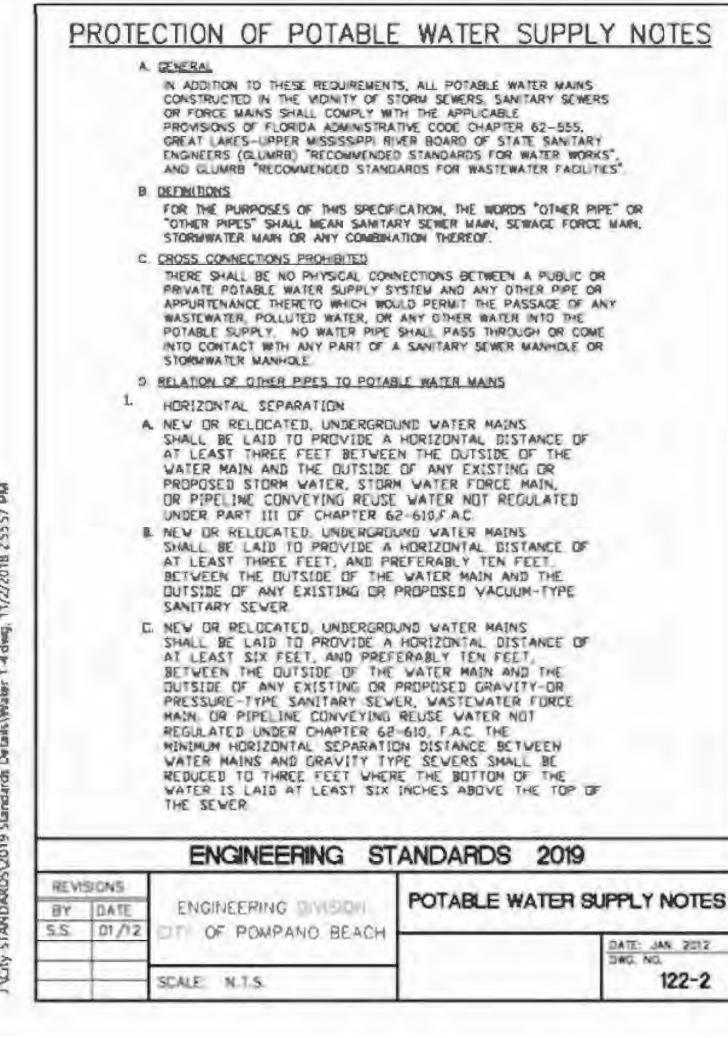 PROTECTION OF POTABLE WATER SUPPLY NOTES
A. GENERAL
IN ADDITION TO THESE REQUIREMENTS, ALL POTABLE WATER MAINS
CONSTRUCTED IN THE VICINITY OF STORM SEWERS, SANITARY SEWERS
OR FORCE MAINS SHALL COMPLY WITH THE APPLICABLE
PROVISIONS OF FLORIDA ADMINISTRATIVE CODE CHAPTER 62-555,
GREAT LAKES-UPPER MISSISSIPPI RIVER BOARD OF STATE SANITARY
ENGINEERS (GLUMRB) "RECOMMENDED STANDARDS FOR WATER WORKS",
AND GLUMRB "RECOMMENDED STANDARDS FOR WASTEWATER FACILITIES".
B. DEFINITIONS
FOR THE PURPOSES OF THIS SPECIFICATION, THE WORDS "OTHER PIPE" OR
"OTHER PIPES" SHALL MEAN SANITARY SEWER MAIN, SEWAGE FORCE MAIN,
STORMWATER MAIN OR ANY COMBINATION THEREOF.
C. CROSS CONNECTIONS PROHIBITED
THERE SHALL BE NO PHYSICAL CONNECTIONS BETWEEN A PUBLIC OR
PRIVATE POTABLE WATER SUPPLY SYSTEM AND ANY OTHER PIPE OR
APPURTENANCE THERETO WHICH WOULD PERMIT THE PASSAGE OF ANY
WASTEWATER, POLLUTED WATER, OR ANY OTHER WATER INTO THE
POTABLE SUPPLY. NO WATER PIPE SHALL PASS THROUGH OR COME
INTO CONTACT WITH ANY PART OF A SANITARY SEWER MANHOLE OR
STORMWATER MANHOLE.
D. RELATION OF OTHER PIPES TO POTABLE WATER MAINS
1. HORIZONTAL SEPARATION
A. NEW OR RELOCATED, UNDERGROUND WATER MAINS
SHALL BE LAID TO PROVIDE A HORIZONTAL DISTANCE OF
AT LEAST THREE FEET BETWEEN THE OUTSIDE OF THE
WATER MAIN AND THE OUTSIDE OF ANY EXISTING OR
PROPOSED STORM WATER, STORM WATER FORCE MAIN,
OR PIPELINE CONVEYING REUSE WATER NOT REGULATED
UNDER PART III OF CHAPTER 62-610,F.A.C.
B. NEW OR RELOCATED, UNDERGROUND WATER MAINS
SHALL BE LAID TO PROVIDE A HORIZONTAL DISTANCE OF
AT LEAST THREE FEET, AND PREFERABLY TEN FEET,
BETWEEN THE OUTSIDE OF THE WATER MAIN AND THE
OUTSIDE OF ANY EXISTING OR PROPOSED VACUUM-TYPE
SANITARY SEWER.
C. NEW OR RELOCATED, UNDERGROUND WATER MAINS
SHALL BE LAID TO PROVIDE A HORIZONTAL DISTANCE OF
AT LEAST SIX FEET, AND PREFERABLY TEN FEET,
BETWEEN THE OUTSIDE OF THE WATER MAIN AND THE
OUTSIDE OF ANY EXISTING OR PROPOSED GRAVITY-OR
PRESSURE-TYPE SANITARY SEWER, WASTEWATER FORCE
MAIN, OR PIPELINE CONVEYING REUSE WATER NOT
REGULATED UNDER CHAPTER 62-610, F.A.C. THE
MINIMUM HORIZONTAL SEPARATION DISTANCE BETWEEN
WATER MAINS AND GRAVITY TYPE SEWERS SHALL BE
REDUCED TO THREE FEET WHERE THE BOTTOM OF THE
WATER IS LAID AT LEAST SIX INCHES ABOVE THE TOP OF
THE SEWER
J:\City STANDARDS\2019 Standards Details\Water 1-4.dwg, 11/2/2018 2:55:57 PM
ENGINEERING STANDARDS 2019
REVISIONS
BY DATE
S.S. 01/12
ENGINEERING DIVISION
CITY OF POMPANO BEACH
SCALE: N.T.S.
POTABLE WATER SUPPLY NOTES
DATE: JAN. 2012
DWG. NO.
122-2